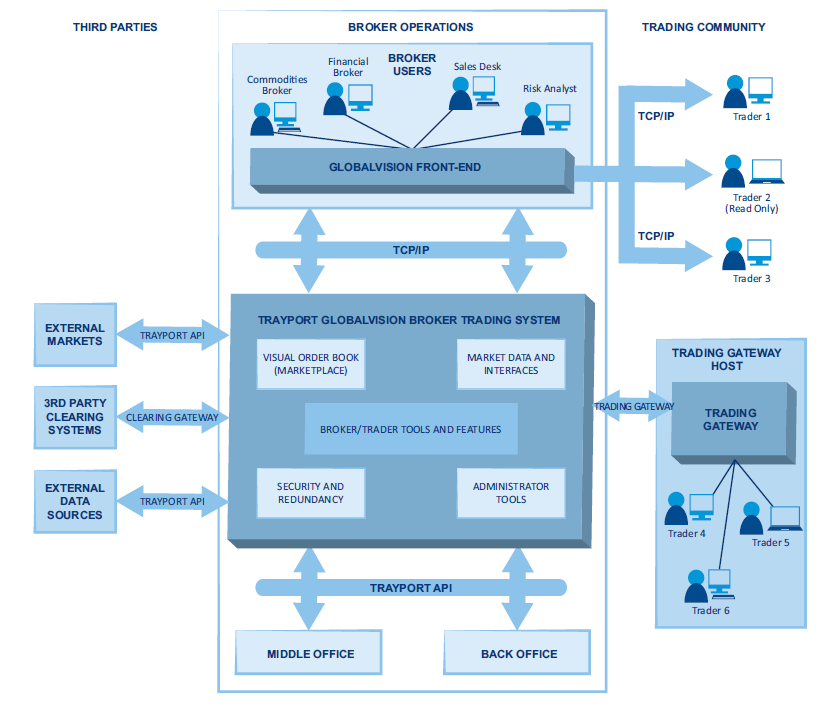 THIRD PARTIES
BROKER OPERATIONS
TRADING COMMUNITY
BROKER
USERS
Commodities
Broker
Financial
Broker
Sales Desk
Risk Analyst
GLOBALVISION FRONT-END
TCP/IP
TCP/IP
Trader 1
Trader 2
(Read Only)
Trader 3
TCP/IP
TRAYPORT GLOBALVISION BROKER TRADING SYSTEM
VISUAL ORDER BOOK
(MARKETPLACE)
MARKET DATA AND
INTERFACES
BROKER/TRADER TOOLS AND FEATURES
SECURITY AND
REDUNDANCY
ADMINISTRATOR
TOOLS
EXTERNAL
MARKETS
TRAYPORT API
3RD PARTY
CLEARING
SYSTEMS
CLEARING GATEWAY
EXTERNAL
DATA
SOURCES
TRAYPORT API
TRADING GATEWAY
TRADING GATEWAY
HOST
TRADING
GATEWAY
Trader 4
Trader 5
Trader 6
TRAYPORT API
MIDDLE OFFICE
BACK OFFICE